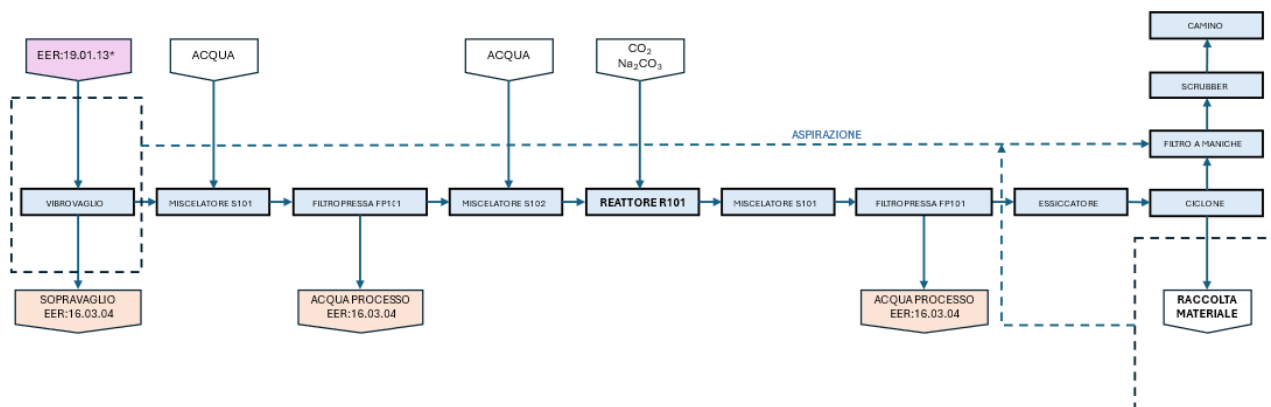 CAMINO
EER:19.01.13*
ACQUA
ACQUA
CO₂
Na₂CO₃
SCRUBBER
ASPIRAZIONE
FILTRO A MANICHE
VIBROVAGLIO
MISCELATORE S101
FILTROPRESSA FP101
MISCELATORE S102
REATTORE R101
MISCELATORE S101
FILTROPRESSA FP101
ESSICCATORE
CICLONE
SOPRAVAGLIO
EER:16.03.04
ACQUA PROCESSO
EER:16.03.04
ACQUA PROCESSO
EER:16.03.04
RACCOLTA
MATERIALE